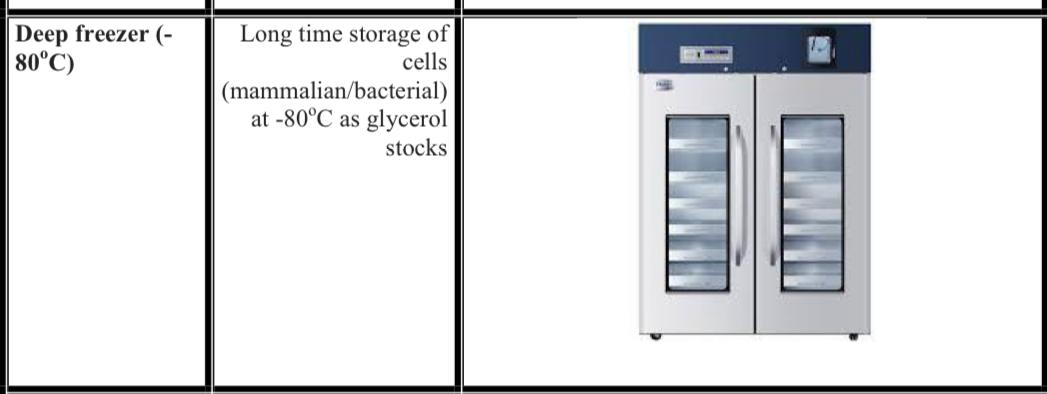 Deep freezer (-
80°C)
Long time storage of
cells
(mammalian/bacterial)
at -80°C as glycerol
stocks